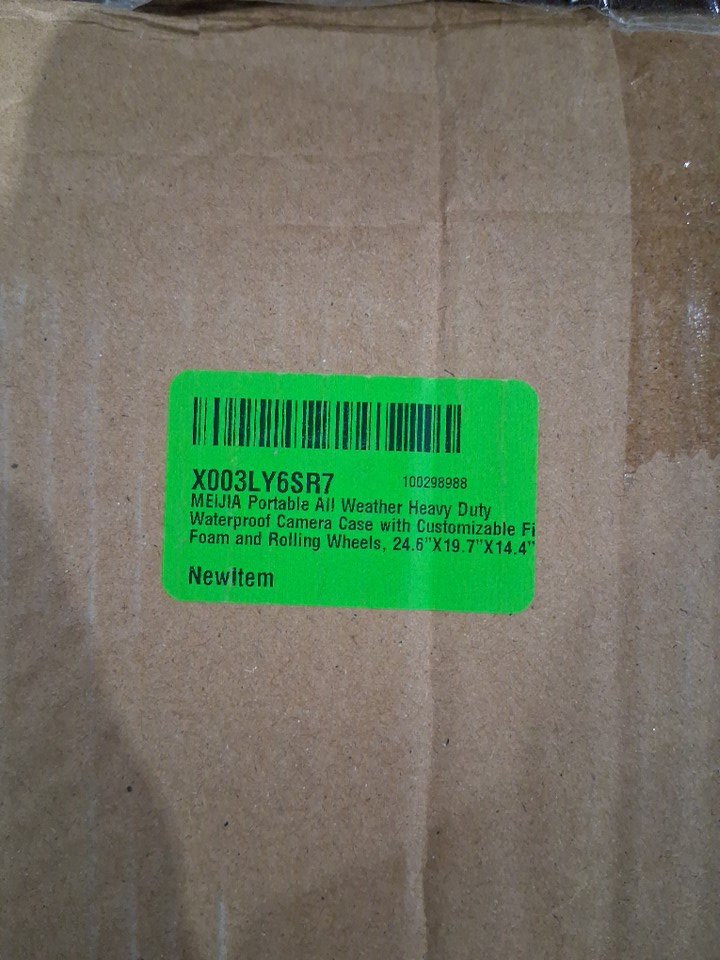 X003LY6SR7 100298988
MEIJIA Portable All Weather Heavy Duty
Waterproof Camera Case with Customizable Fi
Foam and Rolling Wheels, 24.6"X19.7"X14.4"
NewItem